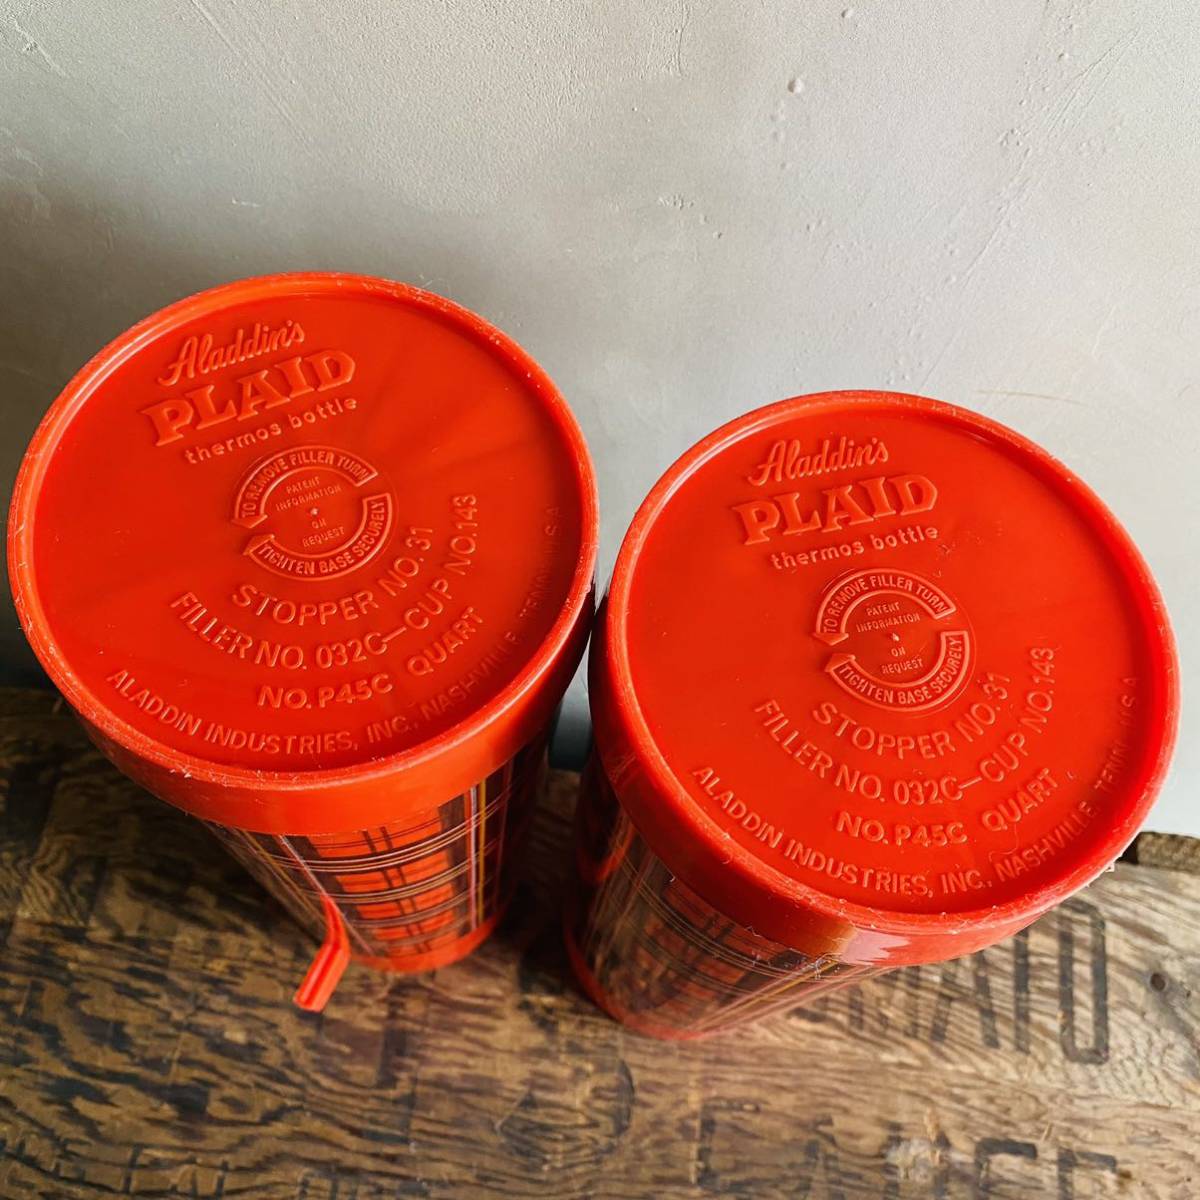 Aladdin's
PLAID
thermos bottle
TO REMOVE FILLER TURN
PATENT
INFORMATION
ON
REQUEST
TIGHTEN BASE SECURELY
STOPPER NO. 31
FILLER NO. 032C—CUP NO. 143
NO. P45C QUART
ALADDIN INDUSTRIES, INC. NASHVILLE, TENN. U.S.A.
Aladdin's
PLAID
thermos bottle
TO REMOVE FILLER TURN
PATENT
INFORMATION
ON
REQUEST
TIGHTEN BASE SECURELY
STOPPER NO. 31
FILLER NO. 032C—CUP NO. 143
NO. P45C QUART
ALADDIN INDUSTRIES, INC. NASHVILLE, TENN. U.S.A